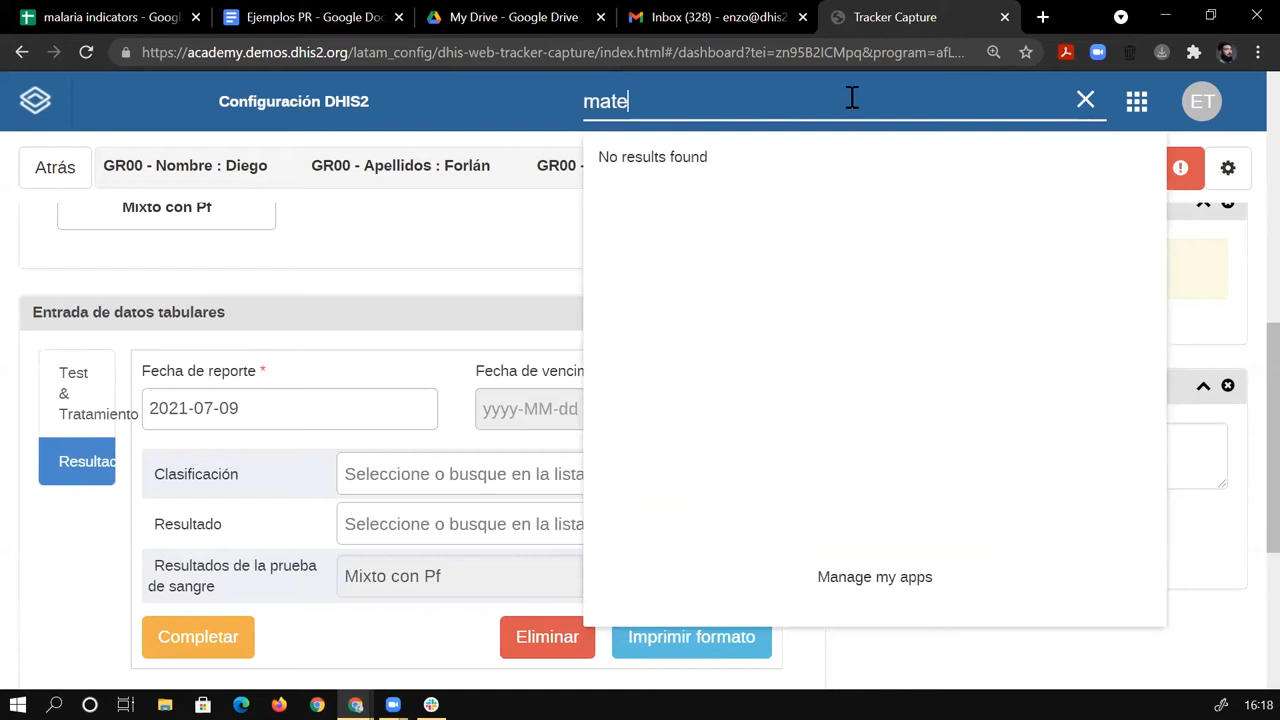 malaria indicators - Goog
Ejemplos PR - Google Doc
My Drive - Google Drive
Inbox (328) - enzo@dhis2
Tracker Capture
https://academy.demos.dhis2.org/latam_config/dhis-web-tracker-capture/index.html#/dashboard?tei=zn95B2ICMpq&program=afL...
Configuración DHIS2
mate
ET
No results found
Atrás
GR00 - Nombre : Diego
GR00 - Apellidos : Forlán
GR00 -
Mixto con Pf
Entrada de datos tabulares
Test
&
Tratamiento
Resultad
Fecha de reporte *
Fecha de vencim
2021-07-09
yyyy-MM-dd
Clasificación
Seleccione o busque en la lista
Resultado
Seleccione o busque en la lista
Resultados de la prueba
de sangre
Mixto con Pf
Manage my apps
Completar
Eliminar
Imprimir formato
16:18